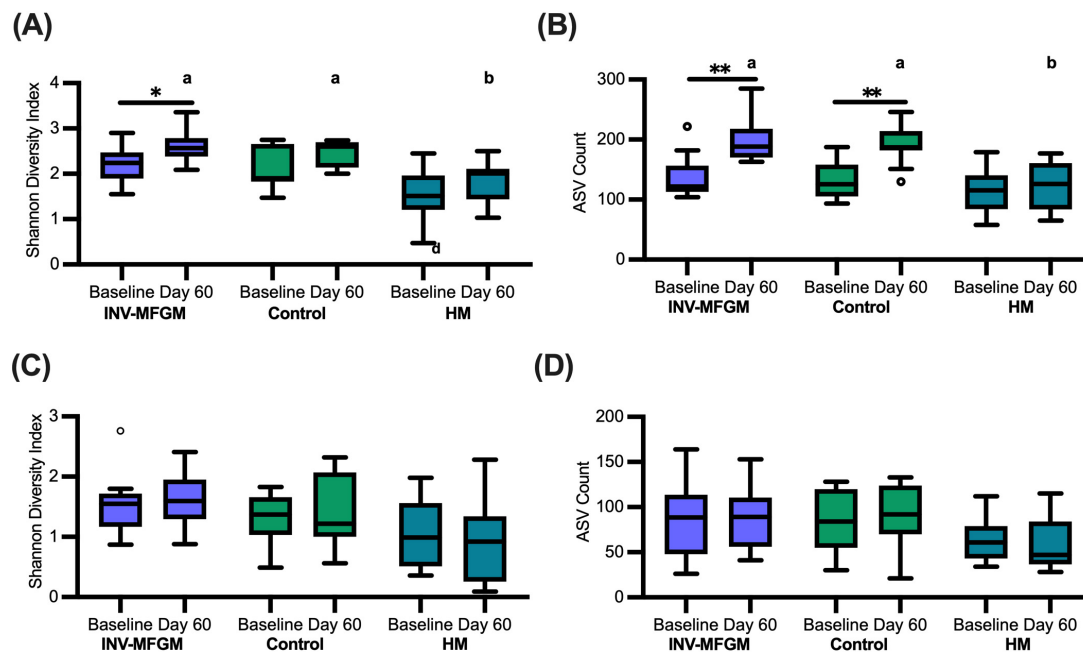 (A)
Shannon Diversity Index
4
3
2
1
0
*
a
a
b
d
Baseline Day 60 Baseline Day 60 Baseline Day 60
INV-MFGM Control HM
(B)
ASV Count
300
200
100
0
**
a
**
a
b
Baseline Day 60 Baseline Day 60 Baseline Day 60
INV-MFGM Control HM
(C)
Shannon Diversity Index
3
2
1
0
Baseline Day 60 Baseline Day 60 Baseline Day 60
INV-MFGM Control HM
(D)
ASV Count
200
150
100
50
0
Baseline Day 60 Baseline Day 60 Baseline Day 60
INV-MFGM Control HM